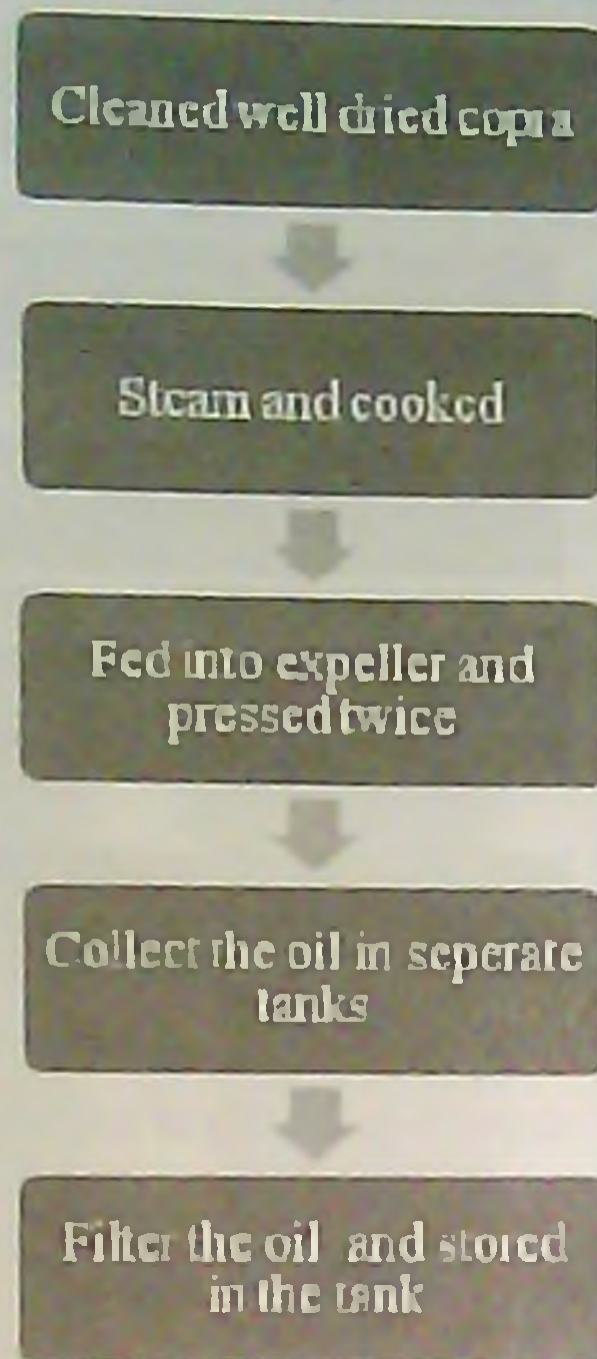 Cleaned well dried copra
Steam and cooked
Fed into expeller and
pressed twice
Collect the oil in seperate
tanks
Filter the oil and stored
in the tank